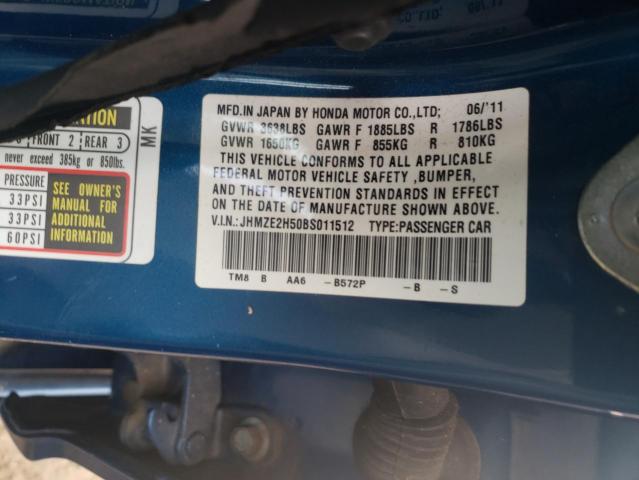 MFD.IN JAPAN BY HONDA MOTOR CO.,LTD; 06/'11
GVWR 3638LBS GAWR F 1885LBS R 1786LBS
GVWR 1650KG GAWR F 855KG R 810KG
THIS VEHICLE CONFORMS TO ALL APPLICABLE
FEDERAL MOTOR VEHICLE SAFETY ,BUMPER,
AND THEFT PREVENTION STANDARDS IN EFFECT
ON THE DATE OF MANUFACTURE SHOWN ABOVE.
V.I.N.: JHMZE2H50BS011512 TYPE:PASSENGER CAR
TM8 B AA6 -B572P -B -S
FRONT 2 REAR 3
never exceed 385kg or 850lbs.
MK
PRESSURE
33PSI
33PSI
60PSI
SEE OWNER'S
MANUAL FOR
ADDITIONAL
INFORMATION